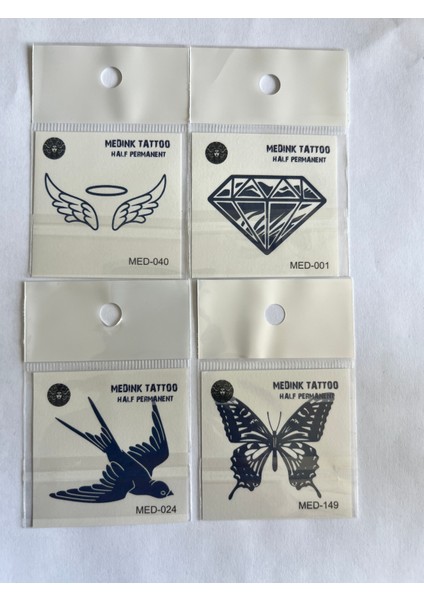 MEDINK TATTOO
HALF PERMANENT
MED-040
MEDINK TATTOO
HALF PERMANENT
MED-001
MEDINK TATTOO
HALF PERMANENT
MED-024
MEDINK TATTOO
HALF PERMANENT
MED-149